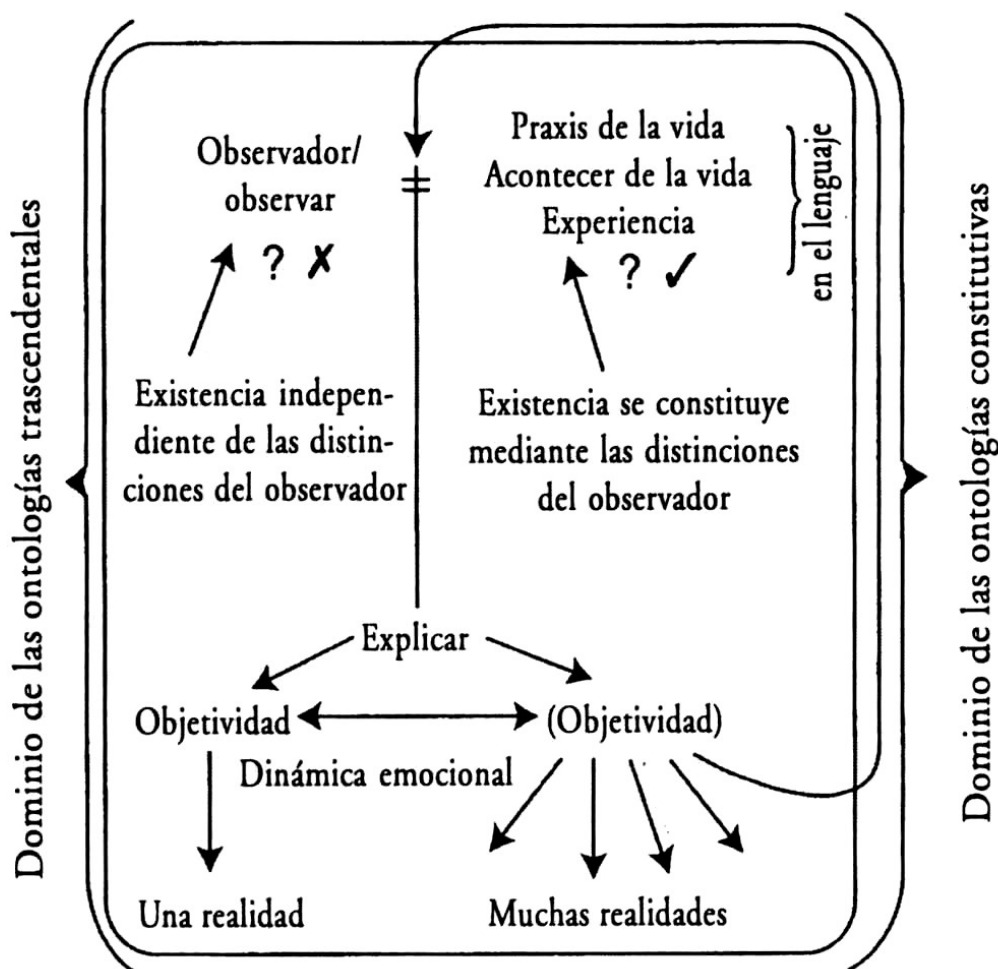 Dominio de las ontologías trascendentales
Observador/
observar
? ✗
Praxis de la vida
Acontecer de la vida
Experiencia
? ✓
en el lenguaje
Existencia indepen-
diente de las distin-
ciones del observador
Existencia se constituye
mediante las distinciones
del observador
Explicar
Objetividad
(Objetividad)
Dinámica emocional
Una realidad
Muchas realidades
Dominio de las ontologías constitutivas